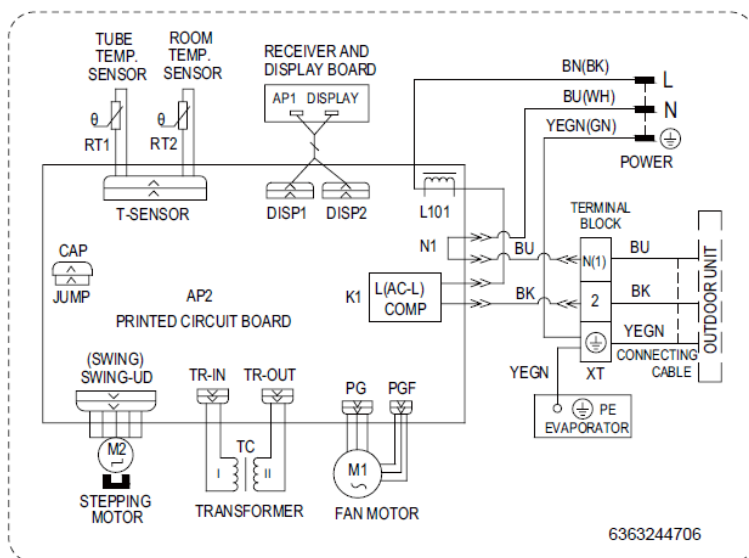 TUBE
TEMP.
SENSOR
ROOM
TEMP.
SENSOR
RECEIVER AND
DISPLAY BOARD
AP1 DISPLAY
BN(BK)
L
BU(WH)
N
YEGN(GN)
POWER
θ
RT1
θ
RT2
T-SENSOR
DISP1
DISP2
L101
TERMINAL
BLOCK
N1
BU
N(1)
BU
CAP
JUMP
AP2
PRINTED CIRCUIT BOARD
K1
L(AC-L)
COMP
BK
2
BK
YEGN
OUTDOOR UNIT
CONNECTING
CABLE
XT
YEGN
PE
EVAPORATOR
(SWING)
SWING-UD
TR-IN
TR-OUT
PG
PGF
M2
STEPPING
MOTOR
TC
I
II
TRANSFORMER
M1
FAN MOTOR
6363244706